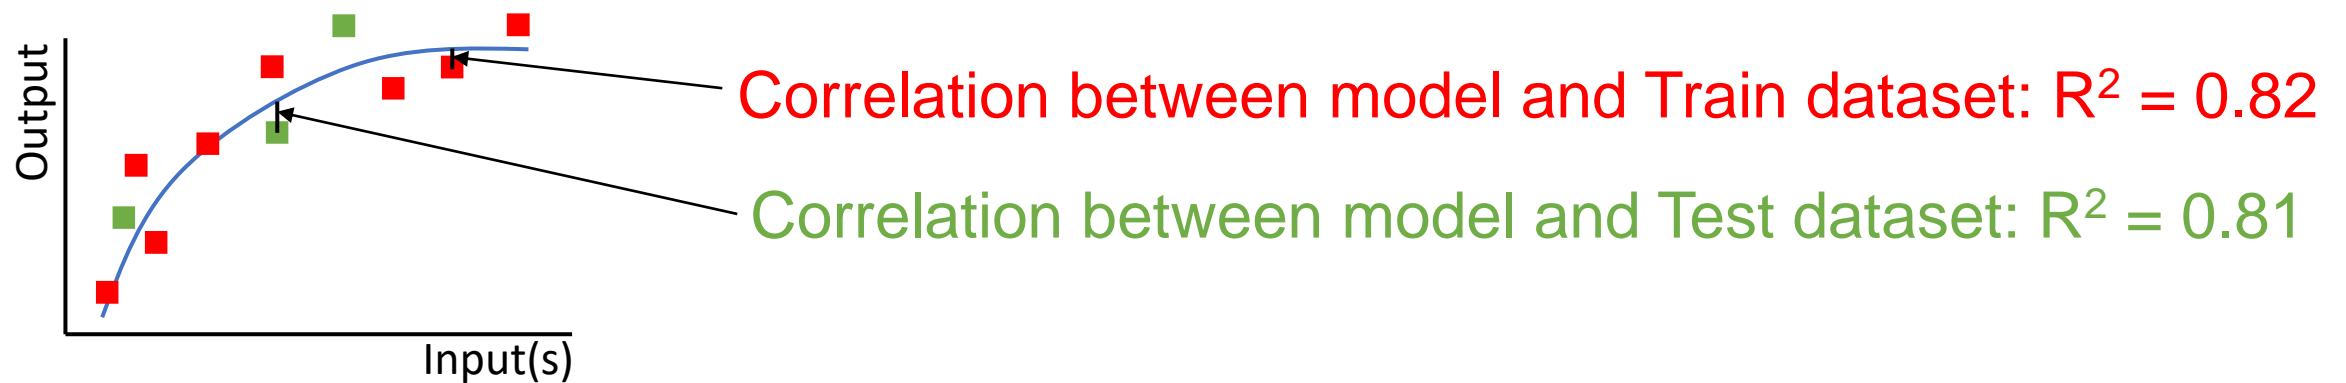 Output
Correlation between model and Train dataset: R² = 0.82
Correlation between model and Test dataset: R² = 0.81
Input(s)